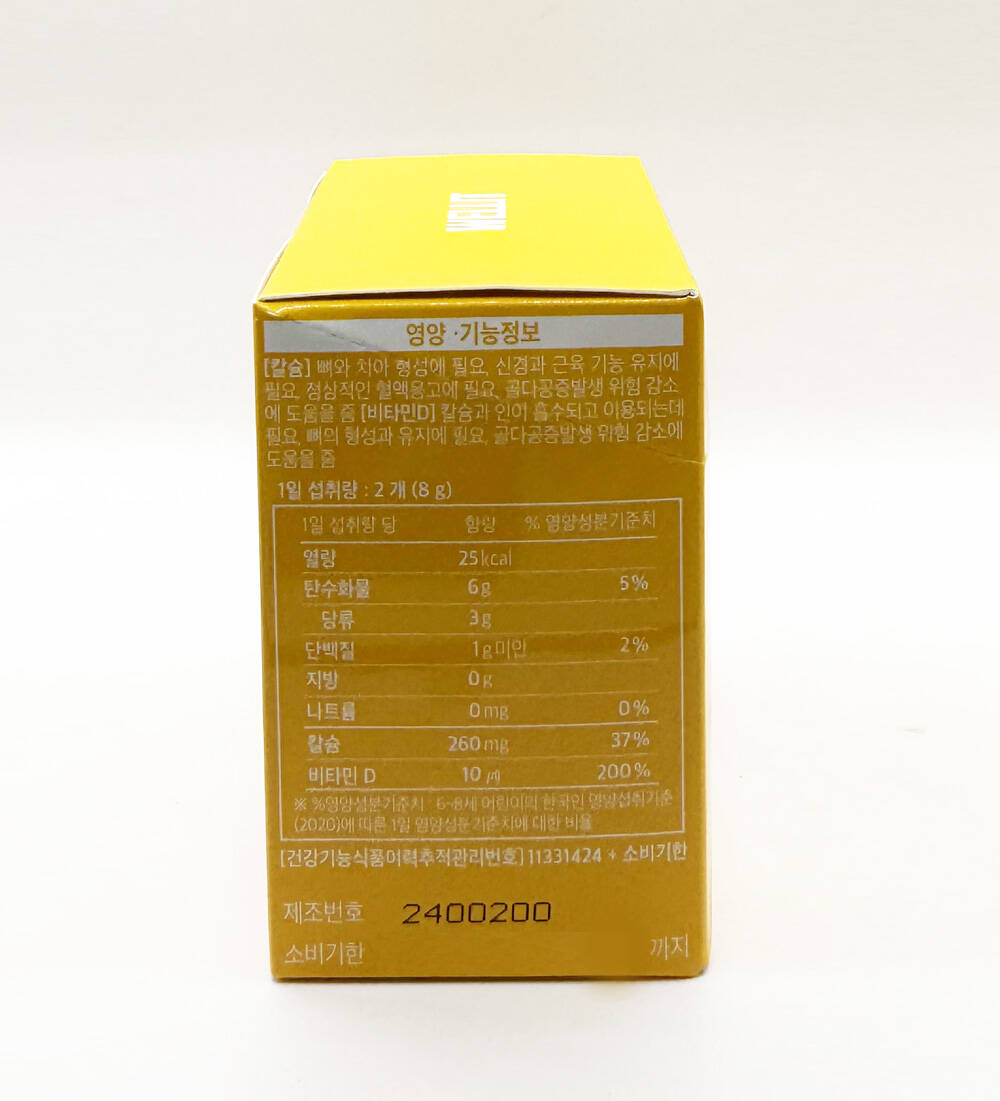 영양·기능정보
[칼슘] 뼈와 치아 형성에 필요, 신경과 근육 기능 유지에
필요, 정상적인 혈액응고에 필요, 골다공증발생 위험 감소
에 도움을 줌 [비타민D] 칼슘과 인이 흡수되고 이용되는데
필요, 뼈의 형성과 유지에 필요, 골다공증발생 위험 감소에
도움을 줌
1일 섭취량 : 2 개 (8 g)
1일 섭취량 당 함량 % 영양성분기준치
열량 25 kcal
탄수화물 6 g 5 %
당류 3 g
단백질 1 g 미만 2 %
지방 0 g
나트륨 0 mg 0 %
칼슘 260 mg 37 %
비타민 D 10 μg 200 %
※ %영양성분기준치 6~8세 어린이의 한국인 영양섭취기준
(2020)에 따른 1일 영양성분기준치에 대한 비율
[건강기능식품이력추적관리번호] 11331424 + 소비기한
제조번호 2400200
소비기한 까지